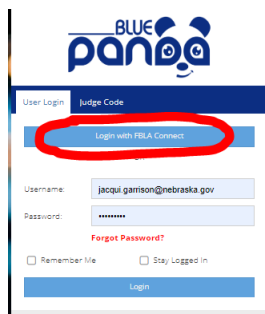 BLUE
panda
User Login Judge Code
Login with FBLA Connect
Username: jacqui.garrison@nebraska.gov
Password: •••••••••
Forgot Password?
Remember Me Stay Logged In
Login